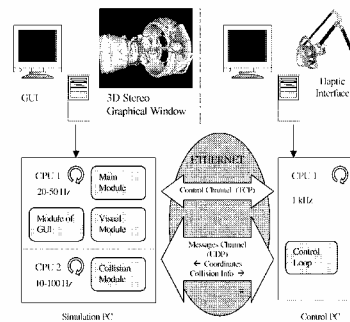 GUI
3D Stereo
Graphical Window
Haptic
Interface
ETHERNET
CPU 1
20-50 Hz
Main
Module
Module of
GUI
Visual
Module
CPU 2
10-100 Hz
Collision
Module
Control Channel (TCP)
Messages Channel
(UDP)
← Coordinates
Collision Info →
CPU 1
1 kHz
Control
Loop
Simulation PC
Control PC